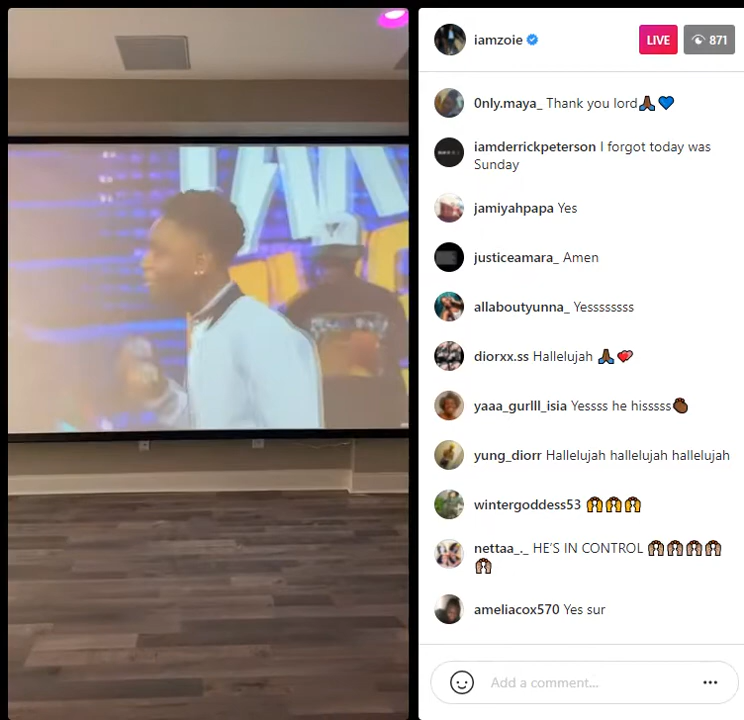 iamzoie
LIVE
871
0nly.maya_ Thank you lord🙏🏾💙
iamderrickpeterson I forgot today was
Sunday
jamiyahpapa Yes
justiceamara_ Amen
allaboutyunna_ Yesssssss
diorxx.ss Hallelujah 🙏🏾💝
yaaa_gurlll_isia Yessss he hisssss👏🏿
yung_diorr Hallelujah hallelujah hallelujah
wintergoddess53 🙌🙌🙌
nettaa_._ HE'S IN CONTROL 🙌🏽🙌🏽🙌🏽🙌🏽
🙌🏽
ameliacox570 Yes sur
Add a comment...